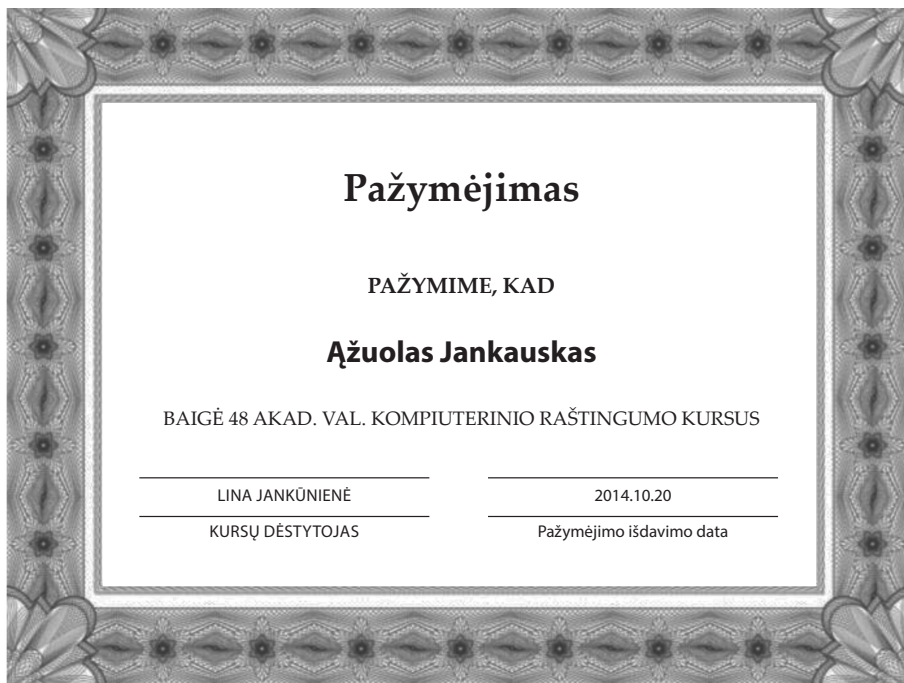 Pažymėjimas
PAŽYMIME, KAD
Ąžuolas Jankauskas
BAIGĖ 48 AKAD. VAL. KOMPIUTERINIO RAŠTINGUMO KURSUS
LINA JANKŪNIENĖ
KURSŲ DĖSTYTOJAS
2014.10.20
Pažymėjimo išdavimo data